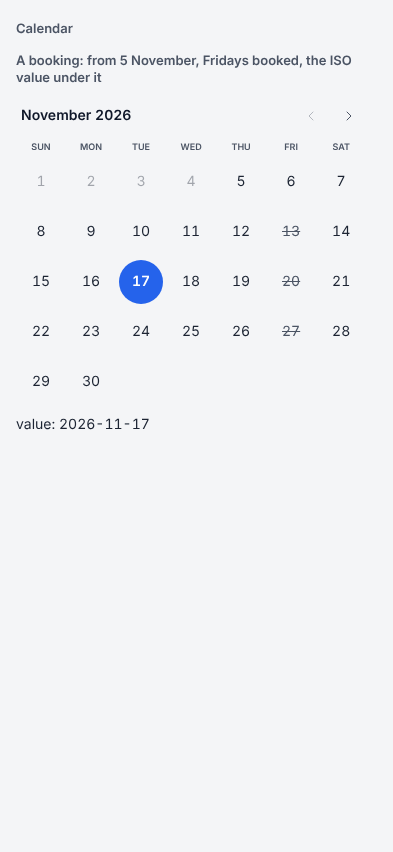 Calendar
A booking: from 5 November, Fridays booked, the ISO
value under it
November 2026
SUN MON TUE WED THU FRI SAT
1 2 3 4 5 6 7
8 9 10 11 12 13 14
15 16 17 18 19 20 21
22 23 24 25 26 27 28
29 30
value: 2026-11-17